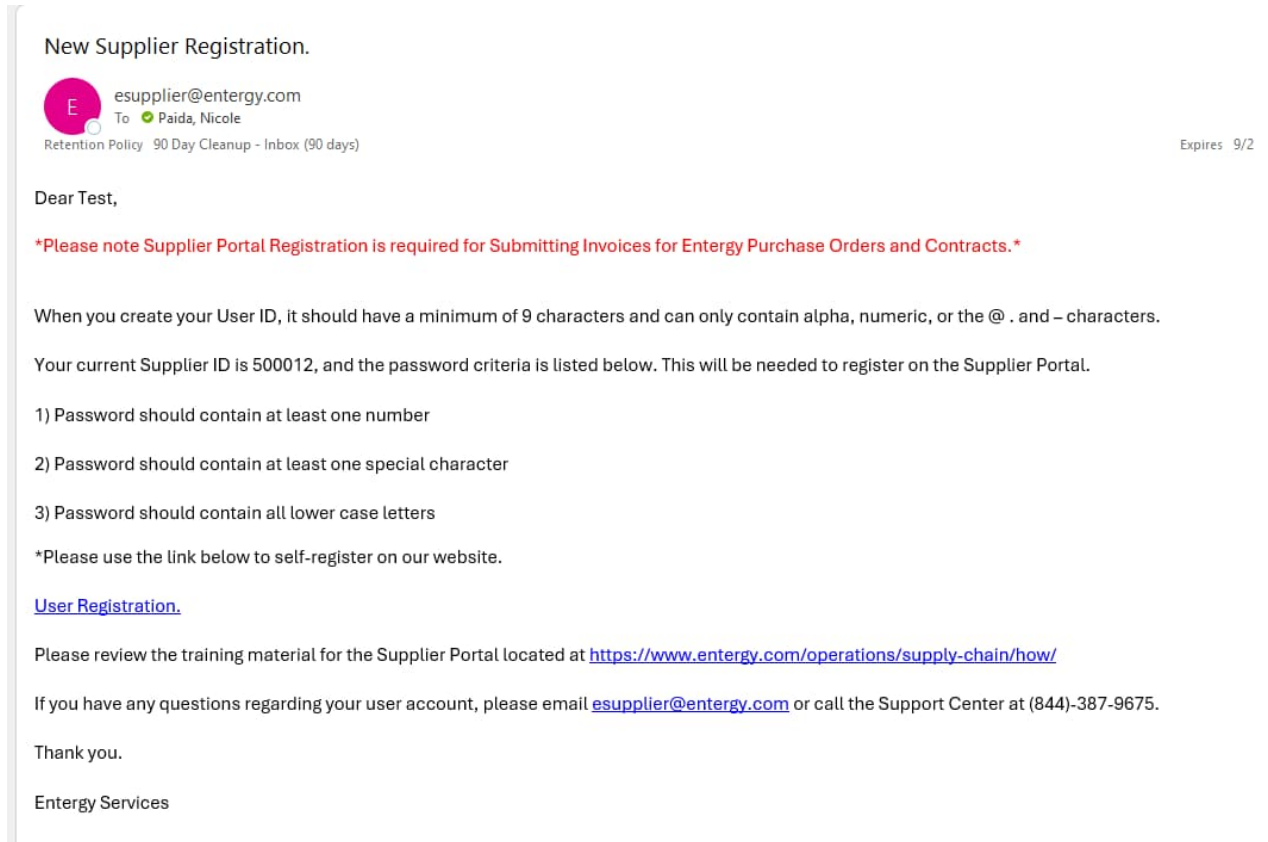 New Supplier Registration.
E
esupplier@entergy.com
To Paida, Nicole
Retention Policy 90 Day Cleanup - Inbox (90 days)
Expires 9/2
Dear Test,
*Please note Supplier Portal Registration is required for Submitting Invoices for Entergy Purchase Orders and Contracts.*
When you create your User ID, it should have a minimum of 9 characters and can only contain alpha, numeric, or the @ . and – characters.
Your current Supplier ID is 500012, and the password criteria is listed below. This will be needed to register on the Supplier Portal.
1) Password should contain at least one number
2) Password should contain at least one special character
3) Password should contain all lower case letters
*Please use the link below to self-register on our website.
User Registration.
Please review the training material for the Supplier Portal located at https://www.entergy.com/operations/supply-chain/how/
If you have any questions regarding your user account, please email esupplier@entergy.com or call the Support Center at (844)-387-9675.
Thank you.
Entergy Services